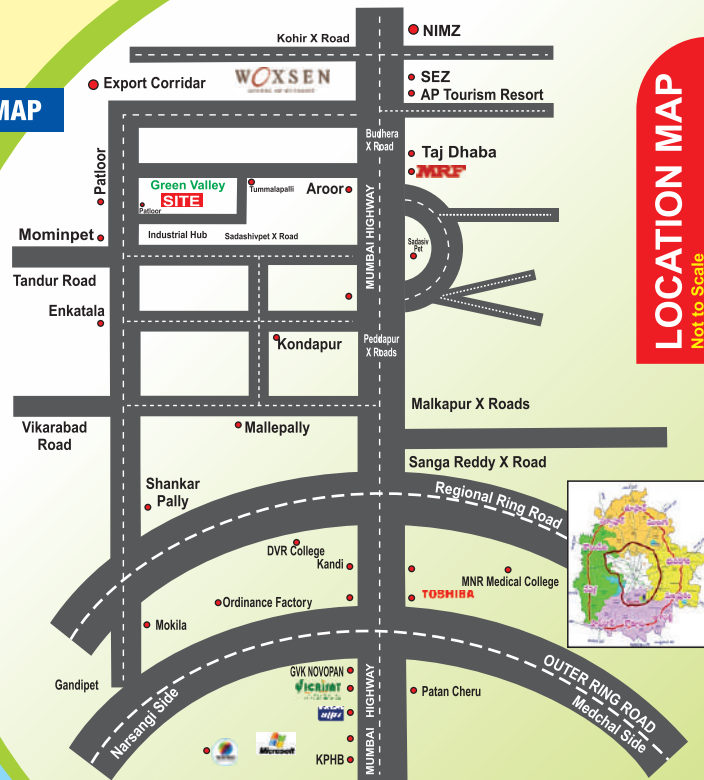 Kohir X Road
NIMZ
WOXSEN
SEZ
Export Corridar
AP Tourism Resort
MAP
Budhera
X Road
Taj Dhaba
MRF
Patloor
Green Valley
SITE
Tummalapalli
Aroor
Patloor
MUMBAI HIGHWAY
Mominpet
Industrial Hub
Sadashivpet X Road
Sadasiv
Pet
Tandur Road
Enkatala
Kondapur
Peddapur
X Roads
LOCATION MAP
Not to Scale
Malkapur X Roads
Vikarabad
Road
Mallepally
Sanga Reddy X Road
Shankar
Pally
Regional Ring Road
DVR College
Kandi
MNR Medical College
Ordinance Factory
TOSHIBA
Mokila
Gandipet
GVK NOVOPAN
Patan Cheru
OUTER RING ROAD
Medchal Side
Narsangi Side
MUMBAI HIGHWAY
Microsoft
KPHB